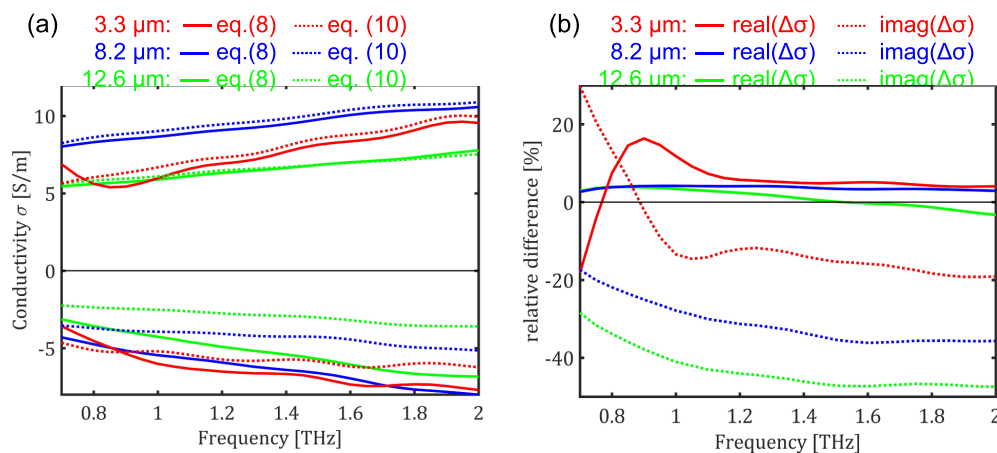 (a)
3.3 µm: eq.(8) eq. (10)
8.2 µm: eq.(8) eq. (10)
12.6 µm: eq.(8) eq. (10)
10
5
0
-5
Conductivity σ [S/m]
0.8 1 1.2 1.4 1.6 1.8 2
Frequency [THz]
(b)
3.3 µm: real(Δσ) imag(Δσ)
8.2 µm: real(Δσ) imag(Δσ)
12.6 µm: real(Δσ) imag(Δσ)
20
0
-20
-40
relative difference [%]
0.8 1 1.2 1.4 1.6 1.8 2
Frequency [THz]